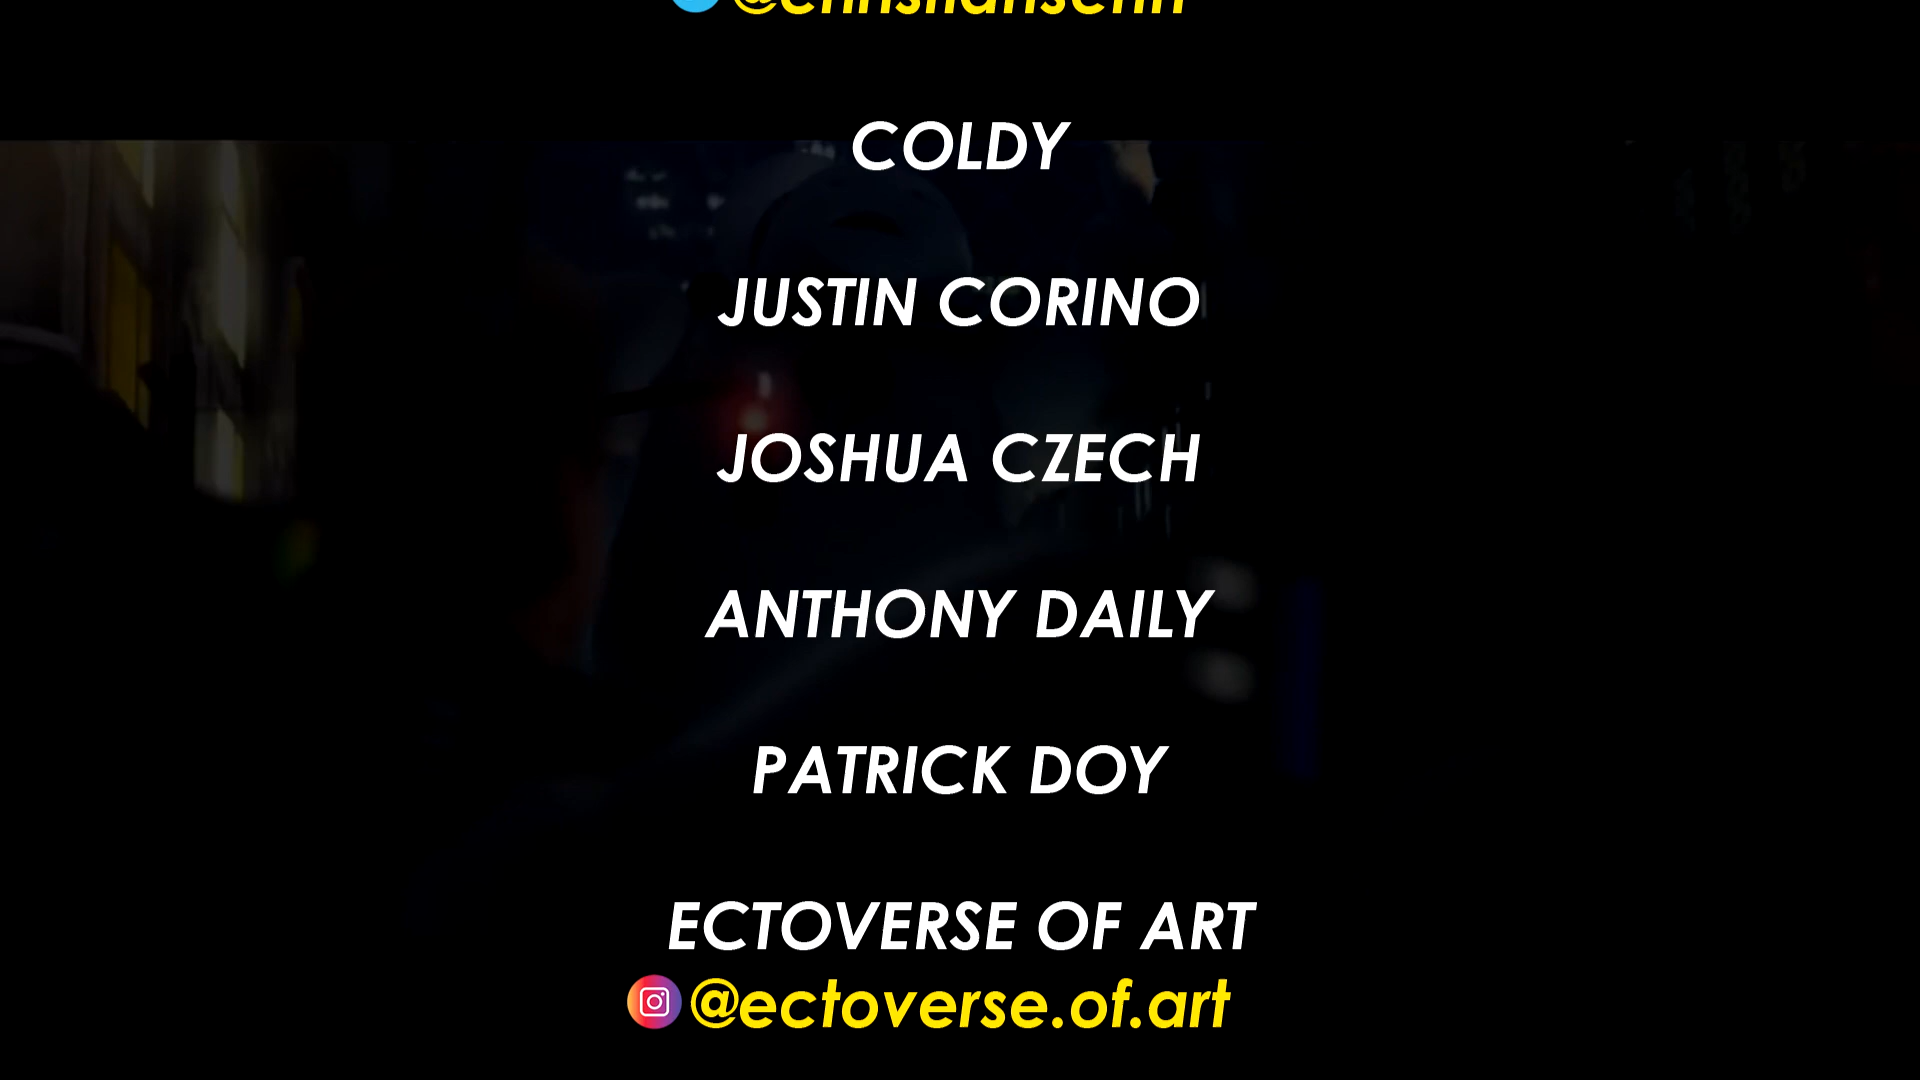 COLDY
JUSTIN CORINO
JOSHUA CZECH
ANTHONY DAILY
PATRICK DOY
ECTOVERSE OF ART
@ectoverse.of.art